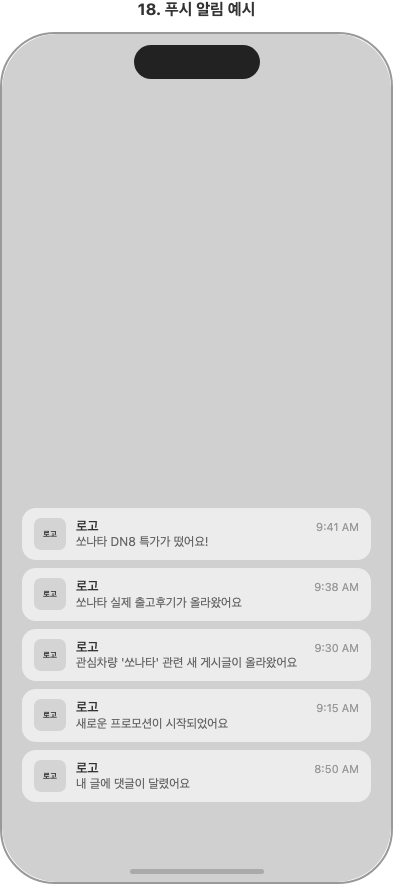 18. 푸시 알림 예시
로고
로고
9:41 AM
쏘나타 DN8 특가가 떴어요!
로고
로고
9:38 AM
쏘나타 실제 출고후기가 올라왔어요
로고
로고
9:30 AM
관심차량 '쏘나타' 관련 새 게시글이 올라왔어요
로고
로고
9:15 AM
새로운 프로모션이 시작되었어요
로고
로고
8:50 AM
내 글에 댓글이 달렸어요